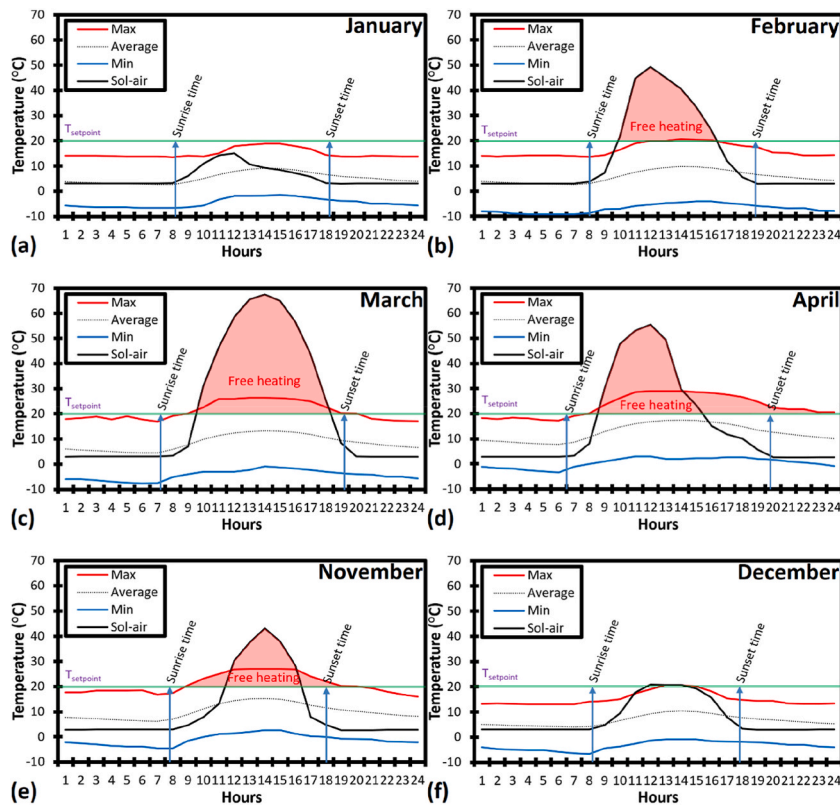 January
Temperature (°C)
70
60
50
40
30
20
10
0
-10
Max
Average
Min
Sol-air
Tsetpoint
Sunrise time
Sunset time
1 2 3 4 5 6 7 8 9 10 11 12 13 14 15 16 17 18 19 20 21 22 23 24
Hours
(a)
February
Temperature (°C)
70
60
50
40
30
20
10
0
-10
Max
Average
Min
Sol-air
Tsetpoint
Sunrise time
Free heating
Sunset time
1 2 3 4 5 6 7 8 9 10 11 12 13 14 15 16 17 18 19 20 21 22 23 24
Hours
(b)
March
Temperature (°C)
70
60
50
40
30
20
10
0
-10
Max
Average
Min
Sol-air
Tsetpoint
Sunrise time
Free heating
Sunset time
1 2 3 4 5 6 7 8 9 10 11 12 13 14 15 16 17 18 19 20 21 22 23 24
Hours
(c)
April
Temperature (°C)
70
60
50
40
30
20
10
0
-10
Max
Average
Min
Sol-air
Tsetpoint
Sunrise time
Free heating
Sunset time
1 2 3 4 5 6 7 8 9 10 11 12 13 14 15 16 17 18 19 20 21 22 23 24
Hours
(d)
November
Temperature (°C)
70
60
50
40
30
20
10
0
-10
Max
Average
Min
Sol-air
Tsetpoint
Sunrise time
Free heating
Sunset time
1 2 3 4 5 6 7 8 9 10 11 12 13 14 15 16 17 18 19 20 21 22 23 24
Hours
(e)
December
Temperature (°C)
70
60
50
40
30
20
10
0
-10
Max
Average
Min
Sol-air
Tsetpoint
Sunrise time
Sunset time
1 2 3 4 5 6 7 8 9 10 11 12 13 14 15 16 17 18 19 20 21 22 23 24
Hours
(f)